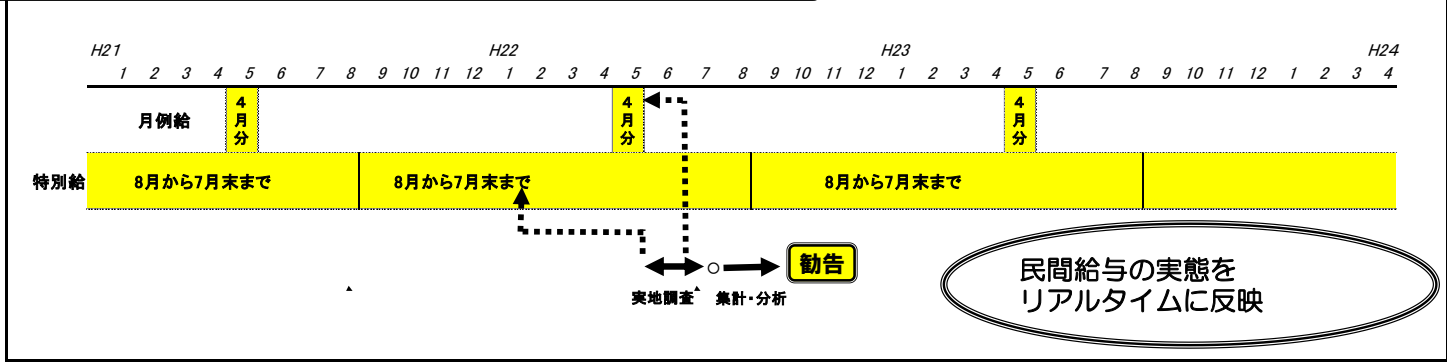 H21 H22 H23 H24
1 2 3 4 5 6 7 8 9 10 11 12 1 2 3 4 5 6 7 8 9 10 11 12 1 2 3 4 5 6 7 8 9 10 11 12 1 2 3 4
月例給 4月分 4月分 4月分
特別給 8月から7月末まで 8月から7月末まで 8月から7月末まで
勧告
実地調査 集計・分析
民間給与の実態を
リアルタイムに反映